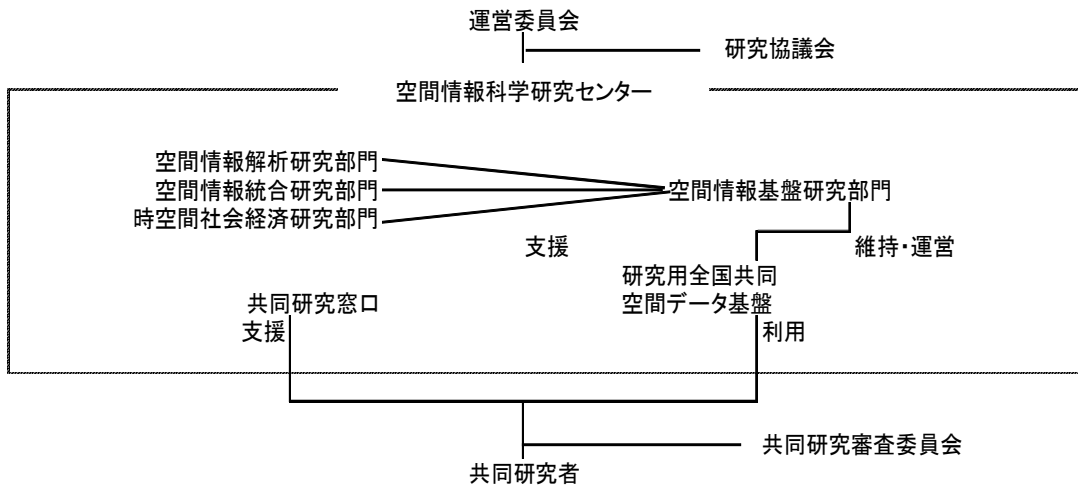 運営委員会
研究協議会
空間情報科学研究センター
空間情報解析研究部門
空間情報統合研究部門
空間情報基盤研究部門
時空間社会経済研究部門
支援
維持・運営
研究用全国共同
空間データ基盤
共同研究窓口
支援
利用
共同研究審査委員会
共同研究者